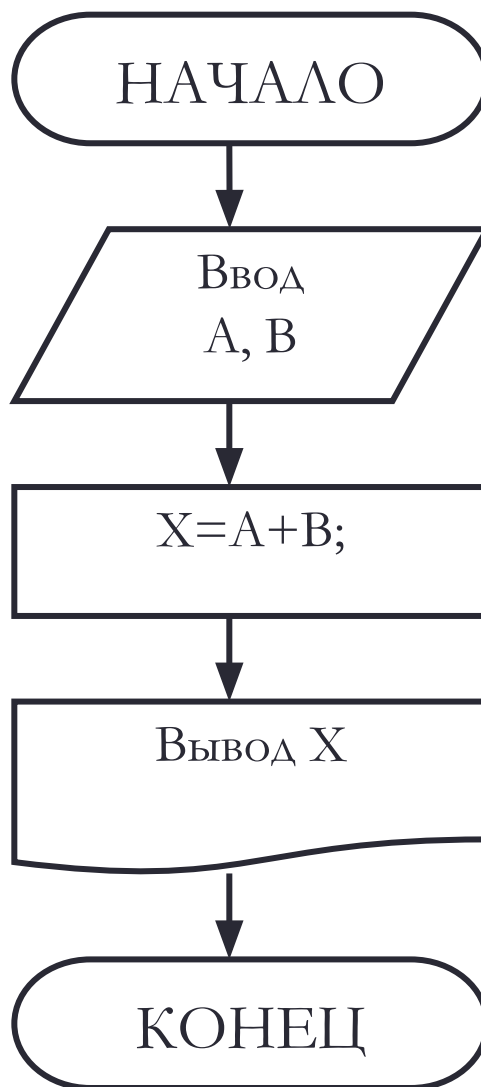 НАЧАЛО
Ввод
А, В
X=A+B;
Вывод X
КОНЕЦ